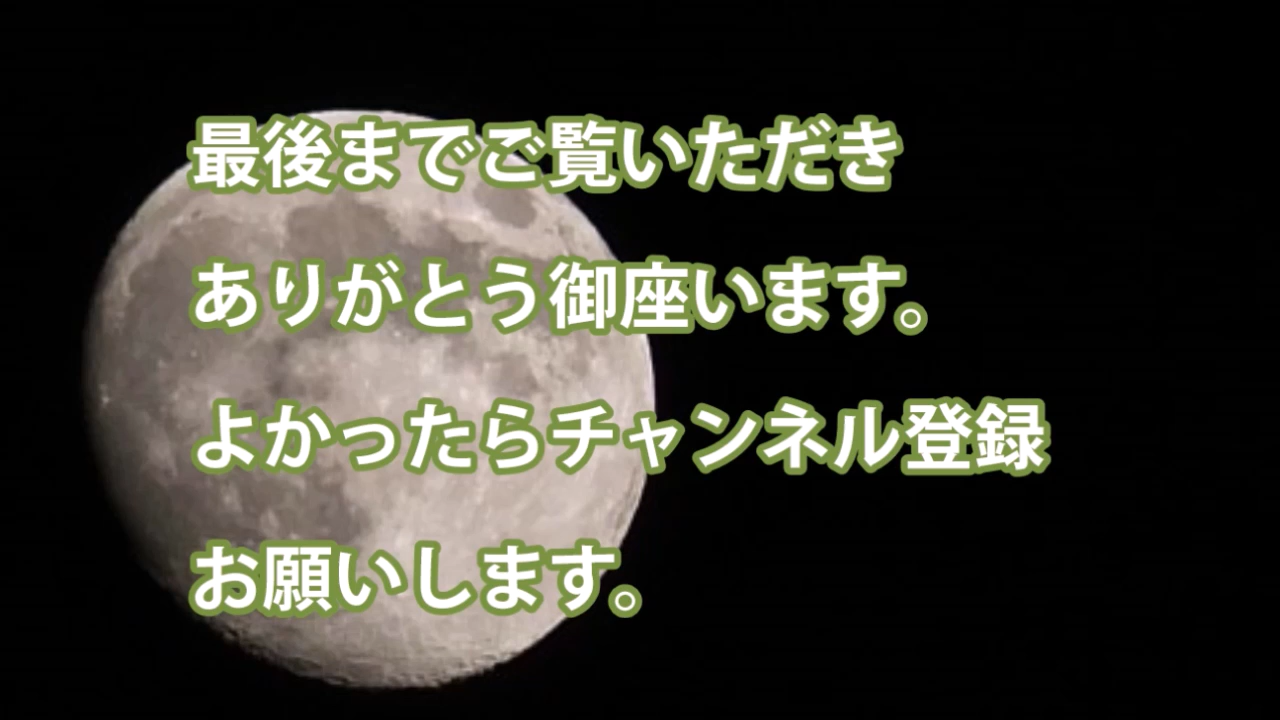 最後までご覧いただき
ありがとう御座います。
よかったらチャンネル登録
お願いします。